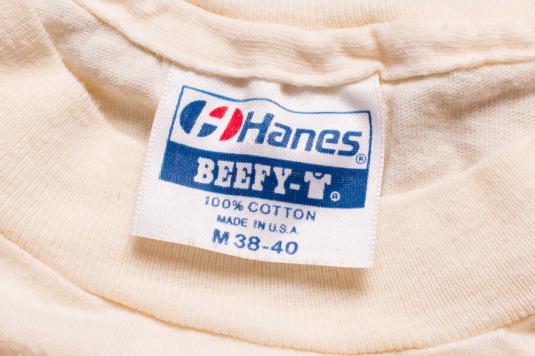 Hanes®
BEEFY-T®
100% COTTON
MADE IN U.S.A.
M 38-40